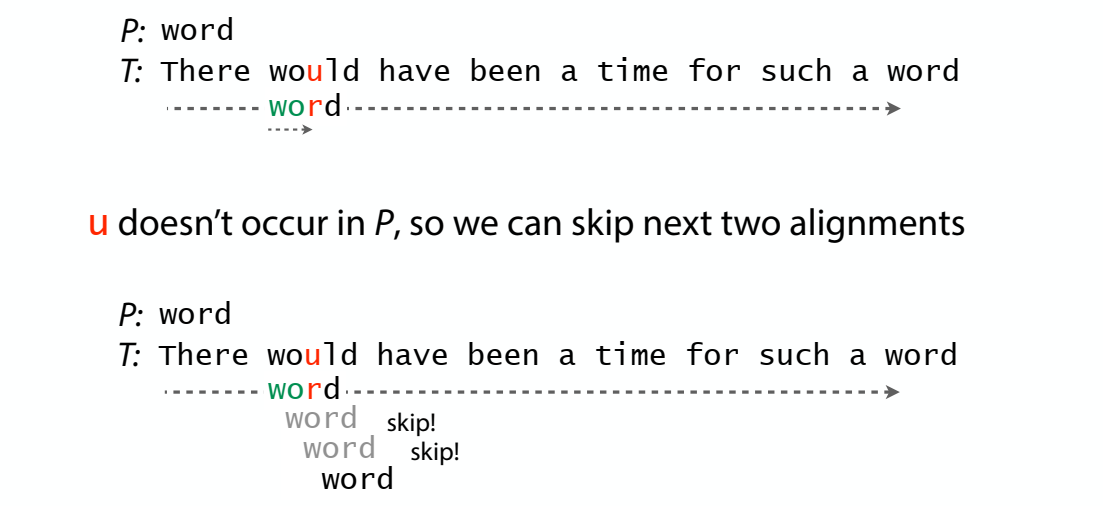 P: word
T: There would have been a time for such a word
word
u doesn’t occur in P, so we can skip next two alignments
P: word
T: There would have been a time for such a word
word
word skip!
word skip!
word